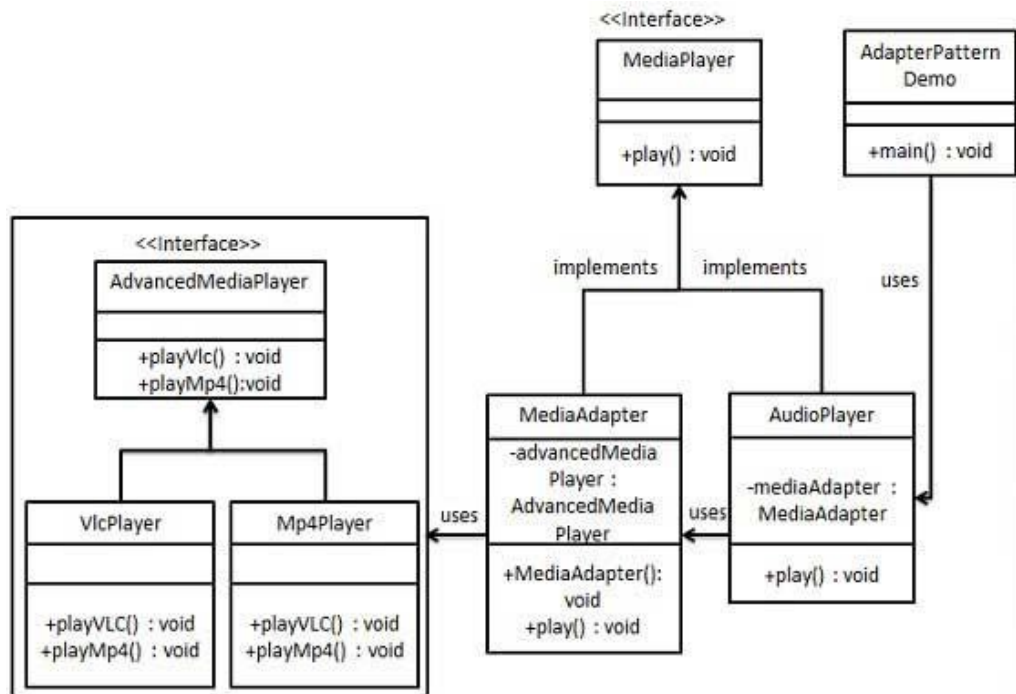 <<Interface>>
MediaPlayer
+play() : void
AdapterPattern
Demo
+main() : void
implements
implements
uses
<<Interface>>
AdvancedMediaPlayer
+playVlc() : void
+playMp4():void
VlcPlayer
+playVLC() : void
+playMp4() : void
Mp4Player
+playVLC() : void
+playMp4() : void
uses
MediaAdapter
-advancedMedia
Player :
AdvancedMedia
Player
+MediaAdapter():
void
+play() : void
uses
AudioPlayer
-mediaAdapter :
MediaAdapter
+play() : void